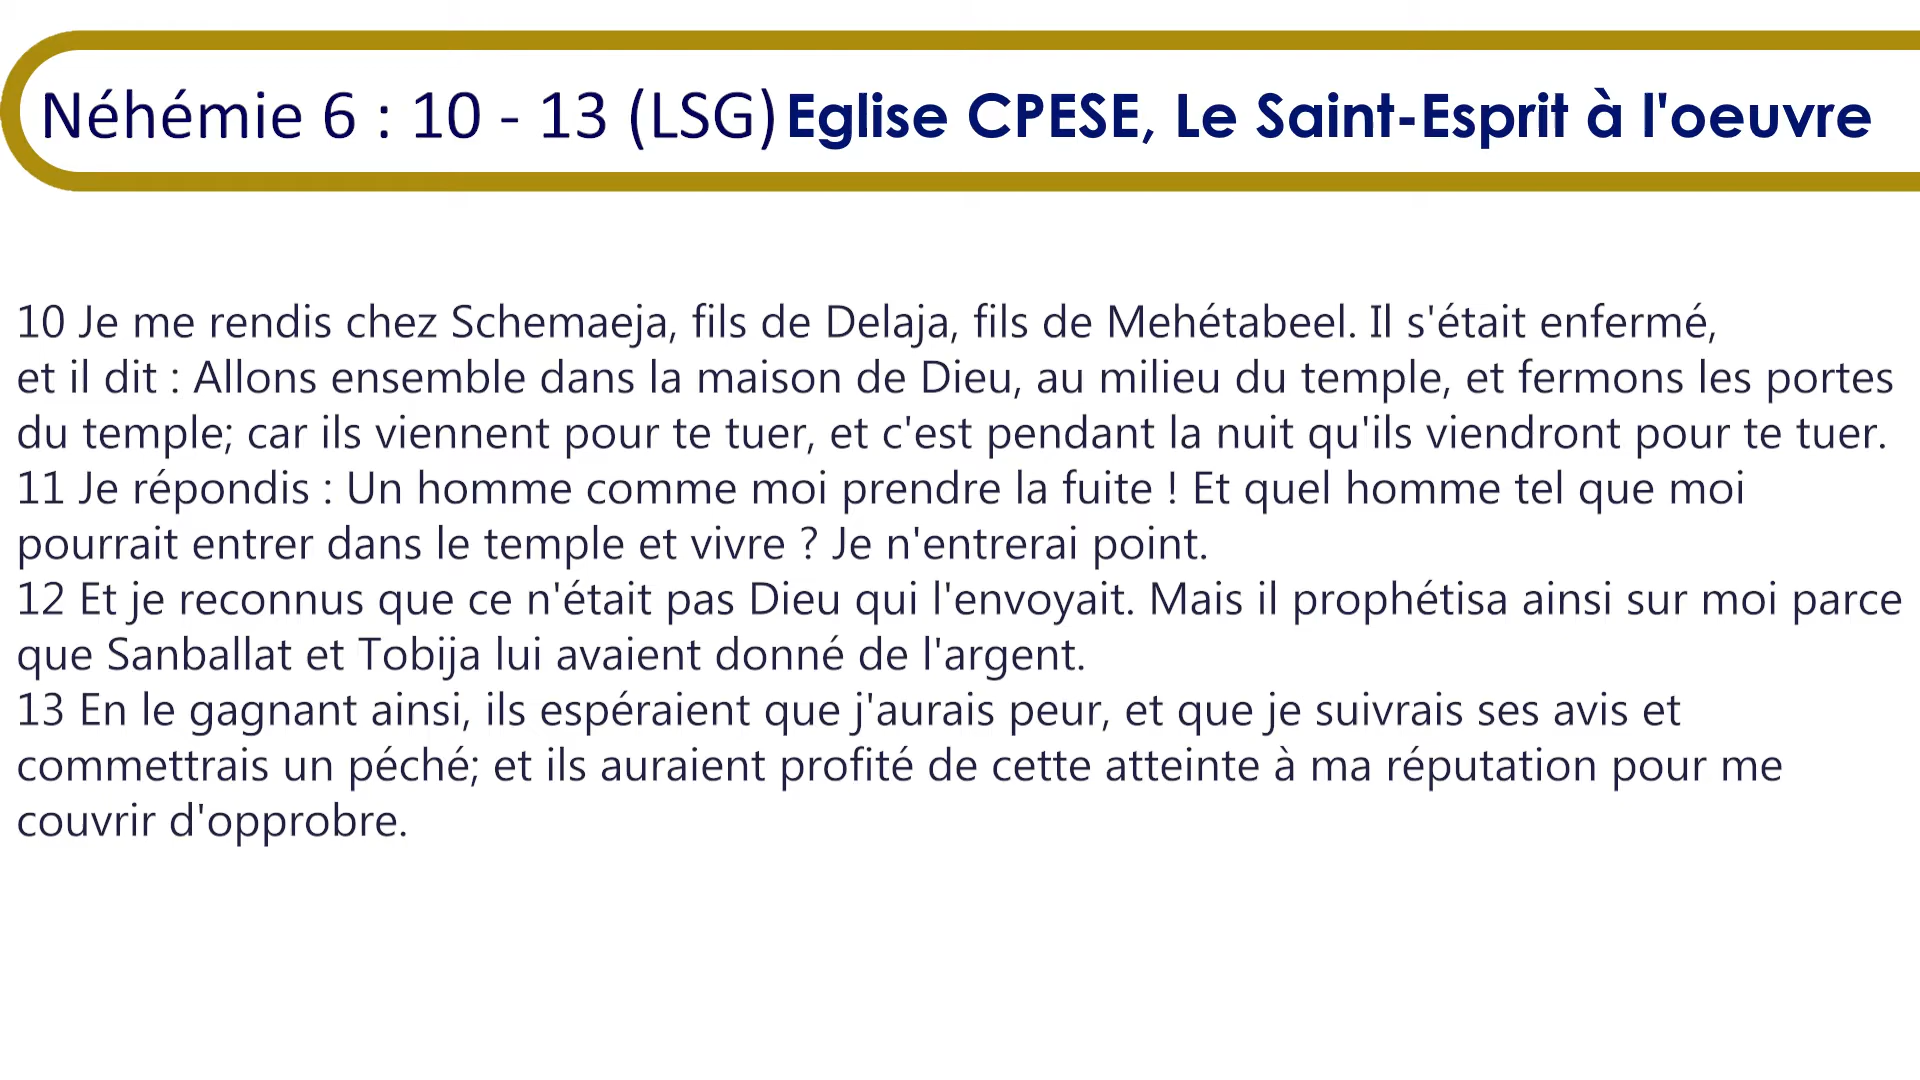 Néhémie 6 : 10 - 13 (LSG) Eglise CPESE, Le Saint-Esprit à l'oeuvre
10 Je me rendis chez Schemaeja, fils de Delaja, fils de Mehétabeel. Il s'était enfermé,
et il dit : Allons ensemble dans la maison de Dieu, au milieu du temple, et fermons les portes
du temple; car ils viennent pour te tuer, et c'est pendant la nuit qu'ils viendront pour te tuer.
11 Je répondis : Un homme comme moi prendre la fuite ! Et quel homme tel que moi
pourrait entrer dans le temple et vivre ? Je n'entrerai point.
12 Et je reconnus que ce n'était pas Dieu qui l'envoyait. Mais il prophétisa ainsi sur moi parce
que Sanballat et Tobija lui avaient donné de l'argent.
13 En le gagnant ainsi, ils espéraient que j'aurais peur, et que je suivrais ses avis et
commettrais un péché; et ils auraient profité de cette atteinte à ma réputation pour me
couvrir d'opprobre.